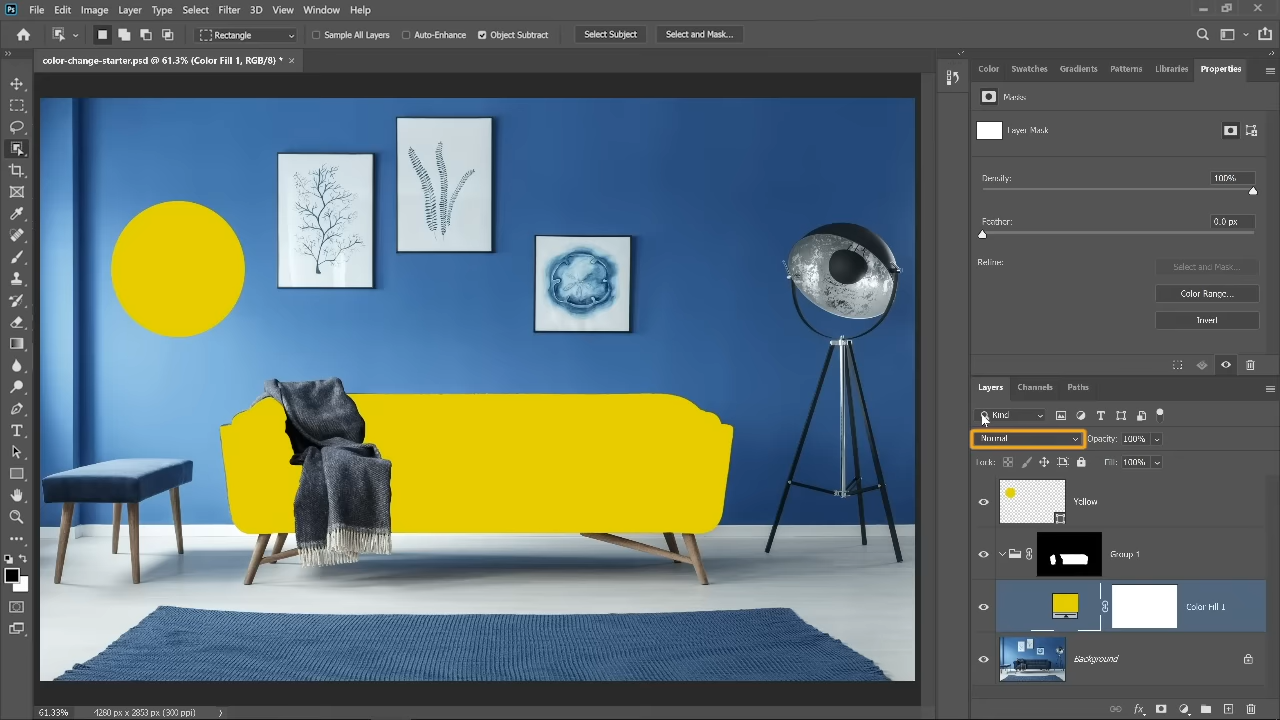 Ps File Edit Image Layer Type Select Filter 3D View Window Help
Rectangle Sample All Layers Auto-Enhance Object Subtract Select Subject Select and Mask...
color-change-starter.psd @ 61.3% (Color Fill 1, RGB/8) * ×
Color Swatches Gradients Patterns Libraries Properties
Masks
Layer Mask
Density: 100%
Feather: 0.0 px
Refine: Select and Mask...
Color Range...
Invert
Layers Channels Paths
Kind
Normal Opacity: 100%
Lock: Fill: 100%
Yellow
Group 1
Color Fill 1
Background
61.33% 4280 px x 2853 px (300 ppi)